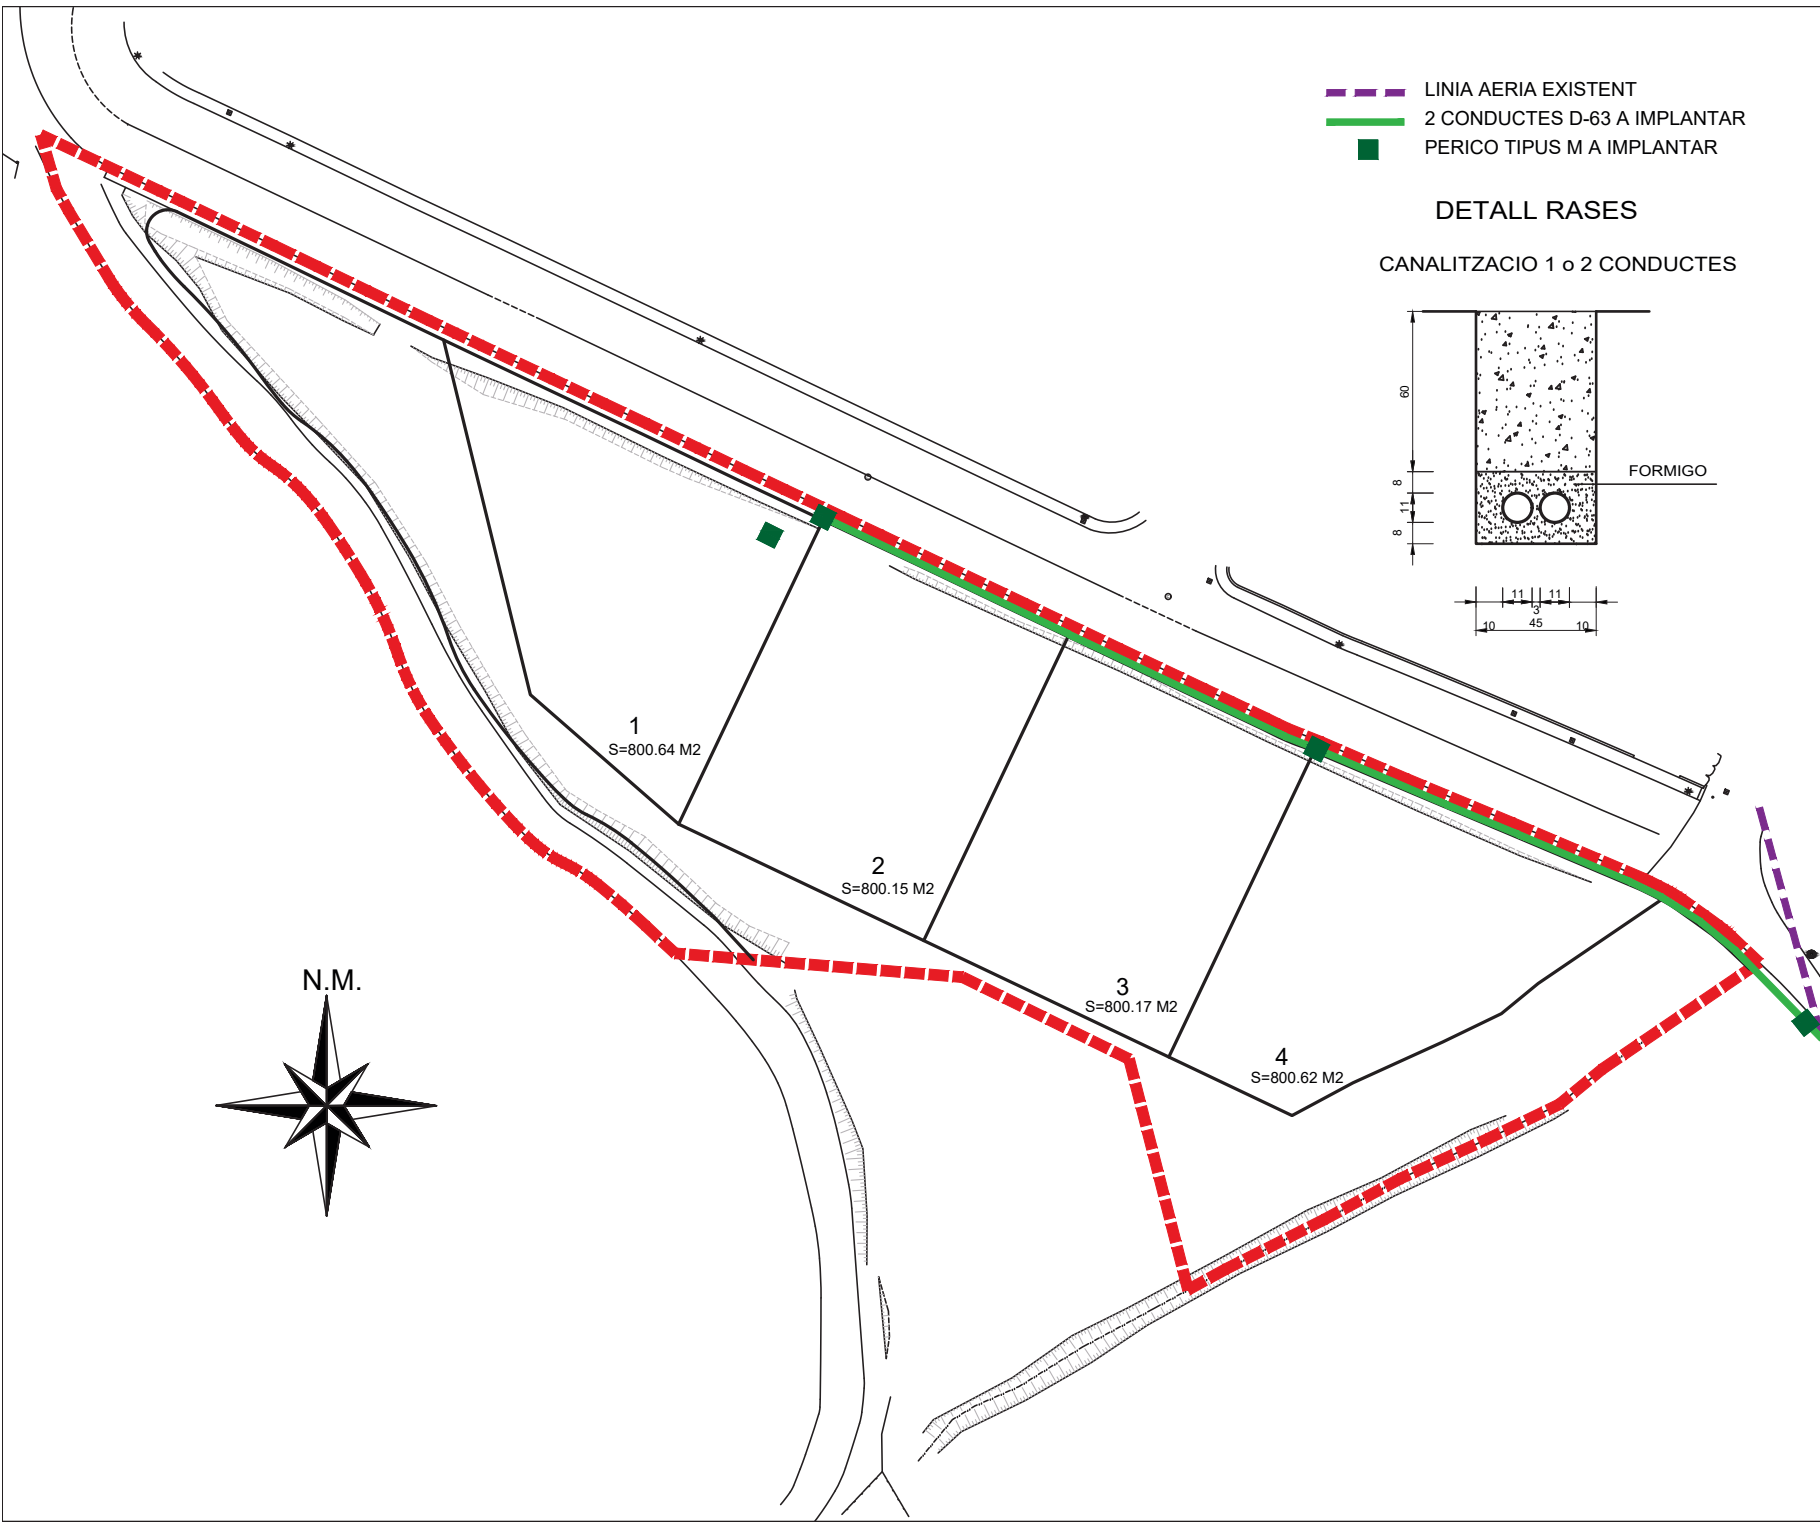 LINIA AERIA EXISTENT
2 CONDUCTES D-63 A IMPLANTAR
PERICO TIPUS M A IMPLANTAR
DETALL RASES
CANALITZACIO 1 o 2 CONDUCTES
60
FORMIGO
8
11
8
11 11
3
10 45 10
1
S=800.64 M2
2
S=800.15 M2
3
S=800.17 M2
4
S=800.62 M2
N.M.